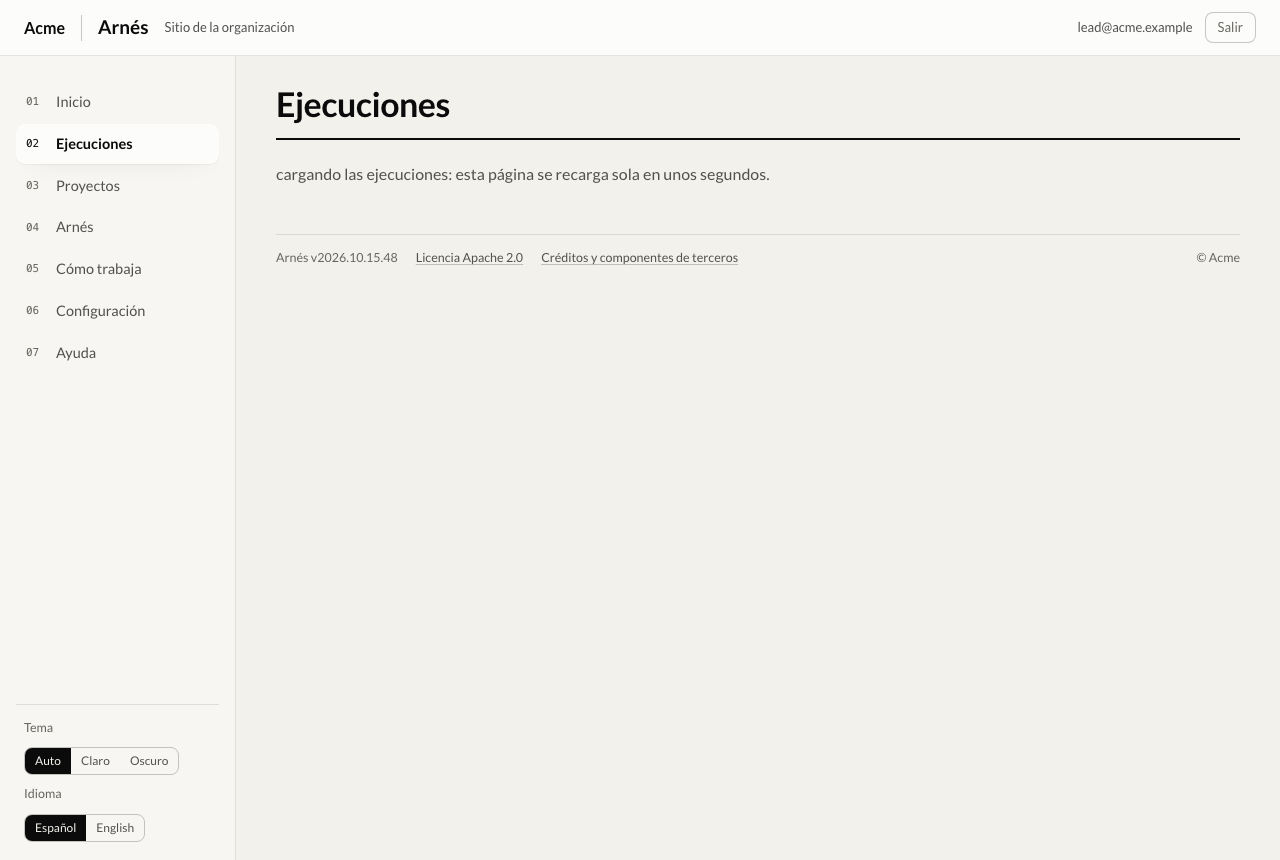 Acme
Arnés
Sitio de la organización
lead@acme.example
Salir
01 Inicio
02 Ejecuciones
03 Proyectos
04 Arnés
05 Cómo trabaja
06 Configuración
07 Ayuda
Tema
Auto Claro Oscuro
Idioma
Español English
Ejecuciones
cargando las ejecuciones: esta página se recarga sola en unos segundos.
Arnés v2026.10.15.48 Licencia Apache 2.0 Créditos y componentes de terceros © Acme